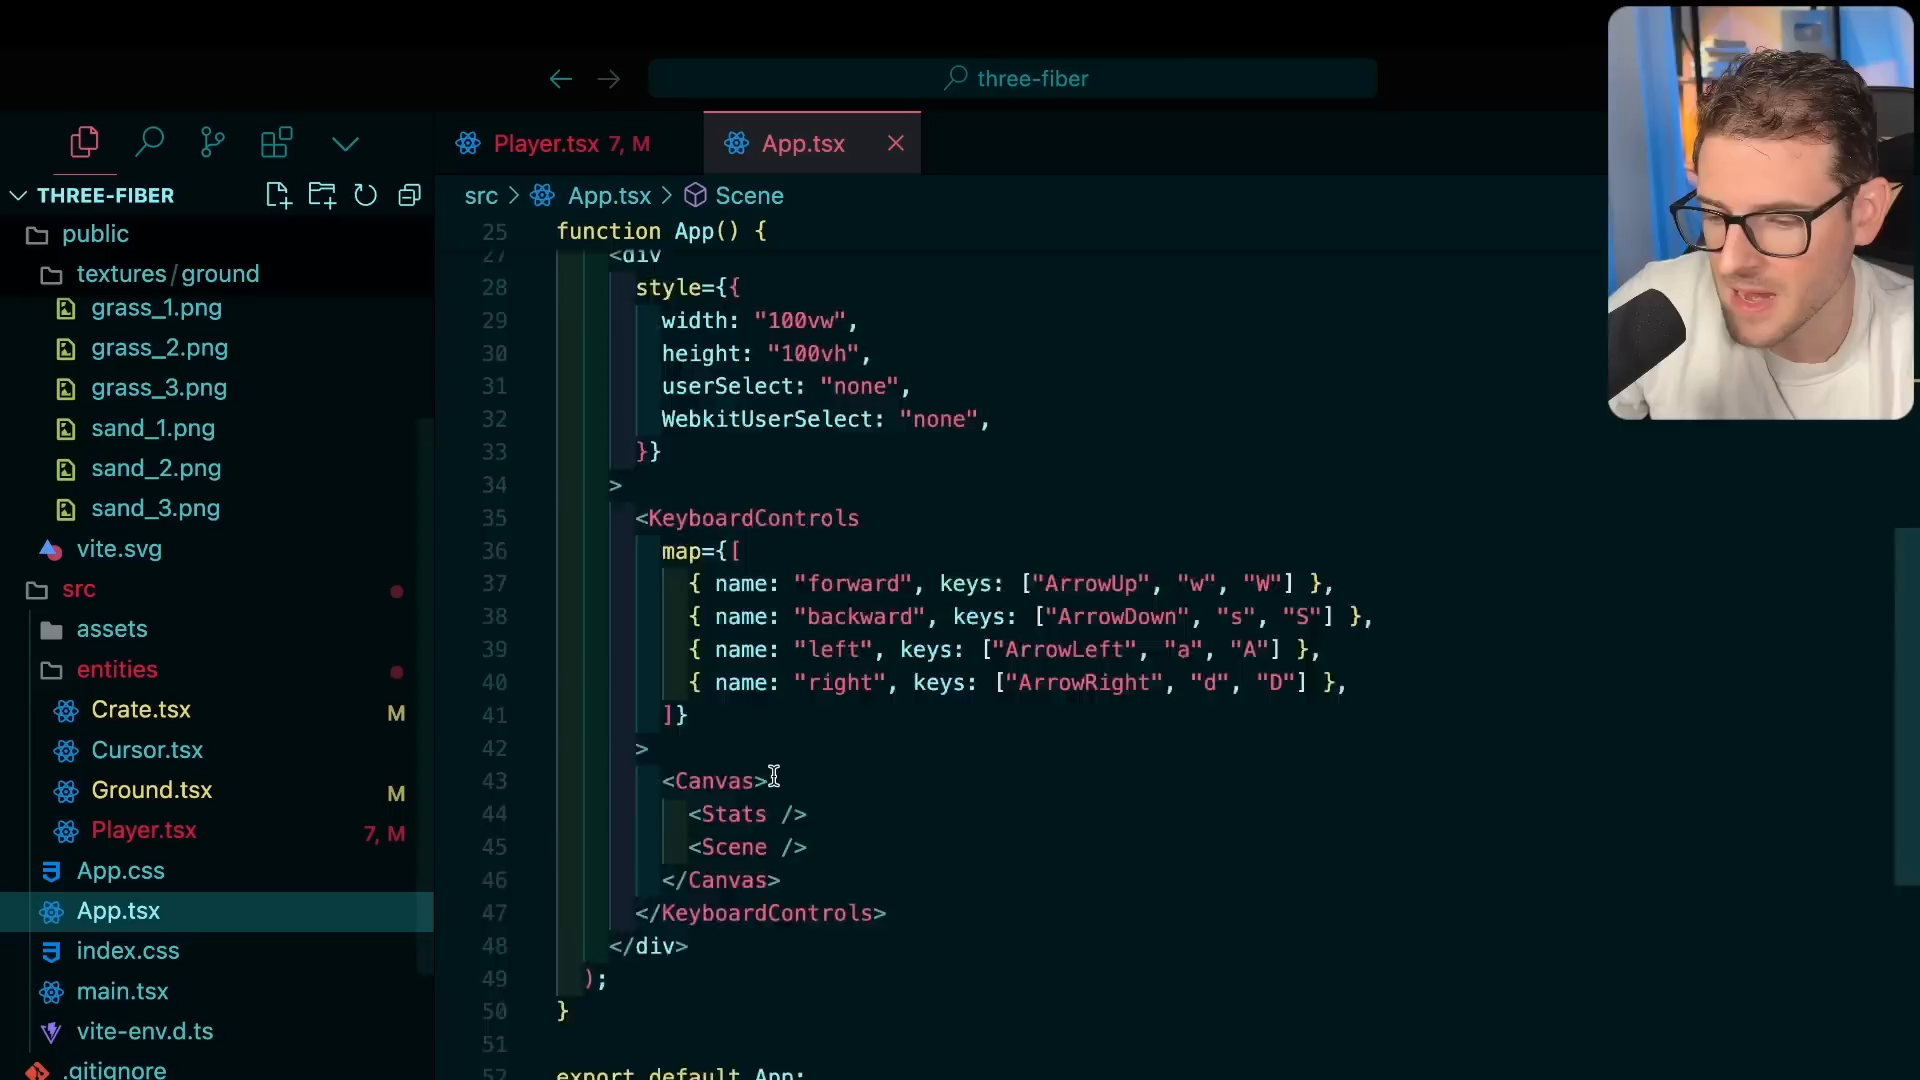 three-fiber
Player.tsx 7, M
App.tsx
THREE-FIBER
src > App.tsx > Scene
public
textures/ground
grass_1.png
grass_2.png
grass_3.png
sand_1.png
sand_2.png
sand_3.png
vite.svg
src
assets
entities
Crate.tsx M
Cursor.tsx
Ground.tsx M
Player.tsx 7, M
App.css
App.tsx
index.css
main.tsx
vite-env.d.ts
.gitignore
25 function App() {
27 <div
28 style={{
29 width: "100vw",
30 height: "100vh",
31 userSelect: "none",
32 WebkitUserSelect: "none",
33 }}
34 >
35 <KeyboardControls
36 map={[
37 { name: "forward", keys: ["ArrowUp", "w", "W"] },
38 { name: "backward", keys: ["ArrowDown", "s", "S"] },
39 { name: "left", keys: ["ArrowLeft", "a", "A"] },
40 { name: "right", keys: ["ArrowRight", "d", "D"] },
41 ]}
42 >
43 <Canvas>
44 <Stats />
45 <Scene />
46 </Canvas>
47 </KeyboardControls>
48 </div>
49 );
50 }
51
52 export default App;